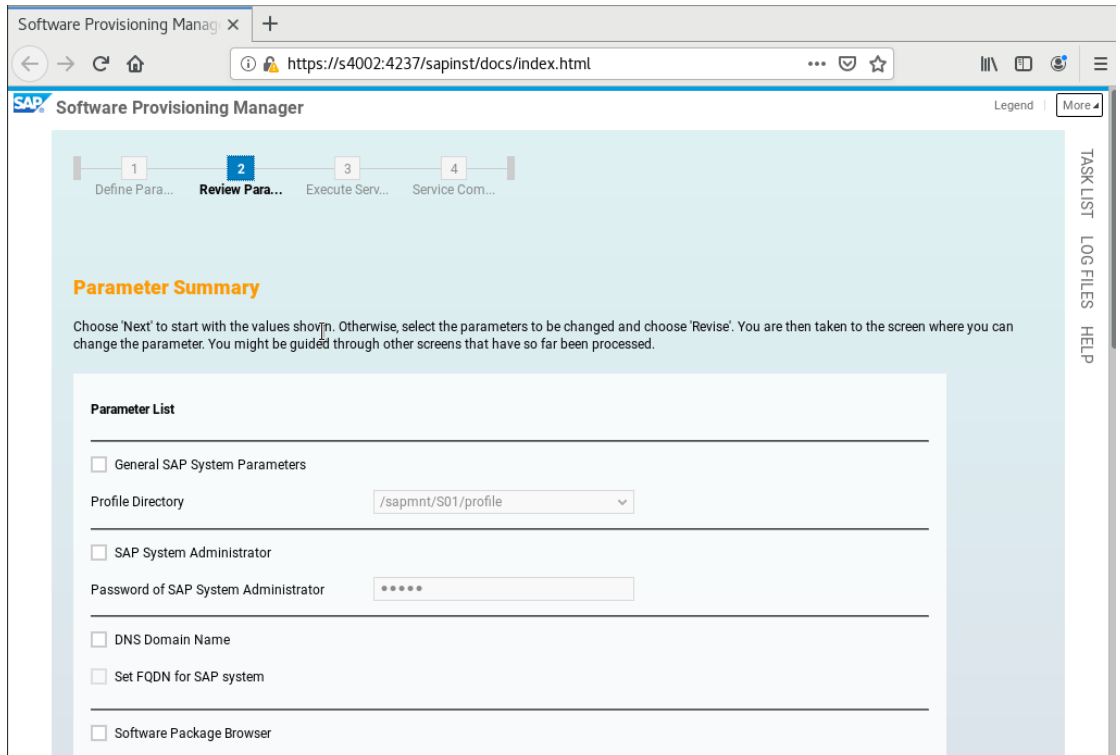 Software Provisioning Manag
https://s4002:4237/sapinst/docs/index.html
SAP Software Provisioning Manager
Legend
More
1
2
3
4
Define Para...
Review Para...
Execute Serv...
Service Com...
TASK LIST
LOG FILES
HELP
Parameter Summary
Choose 'Next' to start with the values shown. Otherwise, select the parameters to be changed and choose 'Revise'. You are then taken to the screen where you can
change the parameter. You might be guided through other screens that have so far been processed.
Parameter List
General SAP System Parameters
Profile Directory
/sapmnt/S01/profile
SAP System Administrator
Password of SAP System Administrator
•••••
DNS Domain Name
Set FQDN for SAP system
Software Package Browser